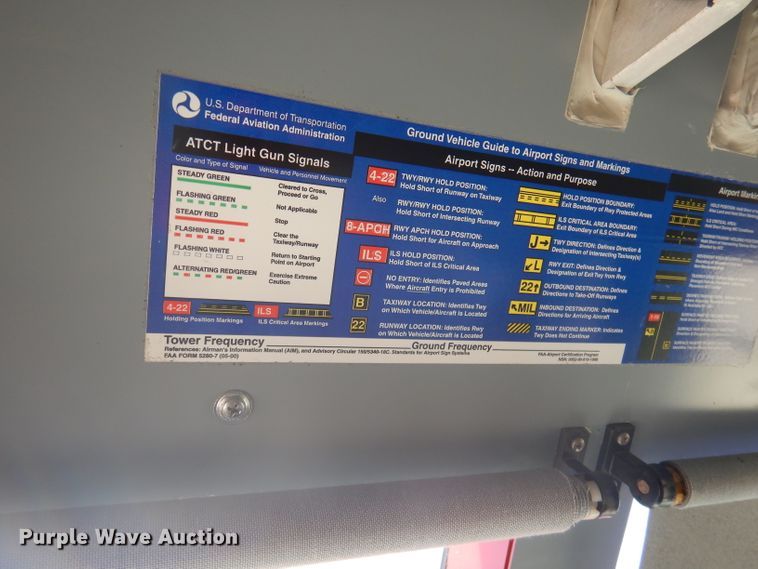 U.S. Department of Transportation
Federal Aviation Administration
Ground Vehicle Guide to Airport Signs and Markings
ATCT Light Gun Signals
Color and Type of Signal Vehicle and Personnel Movement
STEADY GREEN Cleared to Cross,
Proceed or Go
FLASHING GREEN Not Applicable
STEADY RED Stop
FLASHING RED Clear the
Taxiway/Runway
FLASHING WHITE Return to Starting
Point on Airport
ALTERNATING RED/GREEN Exercise Extreme
Caution
4-22 ILS
Holding Position Markings ILS Critical Area Markings
Airport Signs -- Action and Purpose
4-22 TWY/RWY HOLD POSITION:
Hold Short of Runway on Taxiway
Also RWY/RWY HOLD POSITION:
Hold Short of Intersecting Runway
8-APCH RWY APCH HOLD POSITION:
Hold Short for Aircraft on Approach
ILS ILS HOLD POSITION:
Hold Short of ILS Critical Area
NO ENTRY: Identifies Paved Areas
Where Aircraft Entry is Prohibited
B TAXIWAY LOCATION: Identifies Twy
on Which Vehicle/Aircraft is Located
22 RUNWAY LOCATION: Identifies Rwy
on Which Vehicle/Aircraft is Located
HOLD POSITION BOUNDARY:
Exit Boundary of Rwy Protected Areas
ILS CRITICAL AREA BOUNDARY:
Exit Boundary of ILS Critical Area
J→ TWY DIRECTION: Defines Direction &
Designation of Intersecting Taxiway(s)
↙L RWY EXIT: Defines Direction &
Designation of Exit Twy from Rwy
22↑ OUTBOUND DESTINATION: Defines
Directions to Take-Off Runways
↖MIL INBOUND DESTINATION: Defines
Directions for Arriving Aircraft
TAXIWAY ENDING MARKER: Indicates
Twy Does Not Continue
Airport Markin
Tower Frequency Ground Frequency
References: Airman's Information Manual (AIM), and Advisory Circular 150/5340-18C, Standards for Airport Sign Systems
FAA FORM 5280-7 (05-00)
FAA-Airport Certification Program
Purple Wave Auction